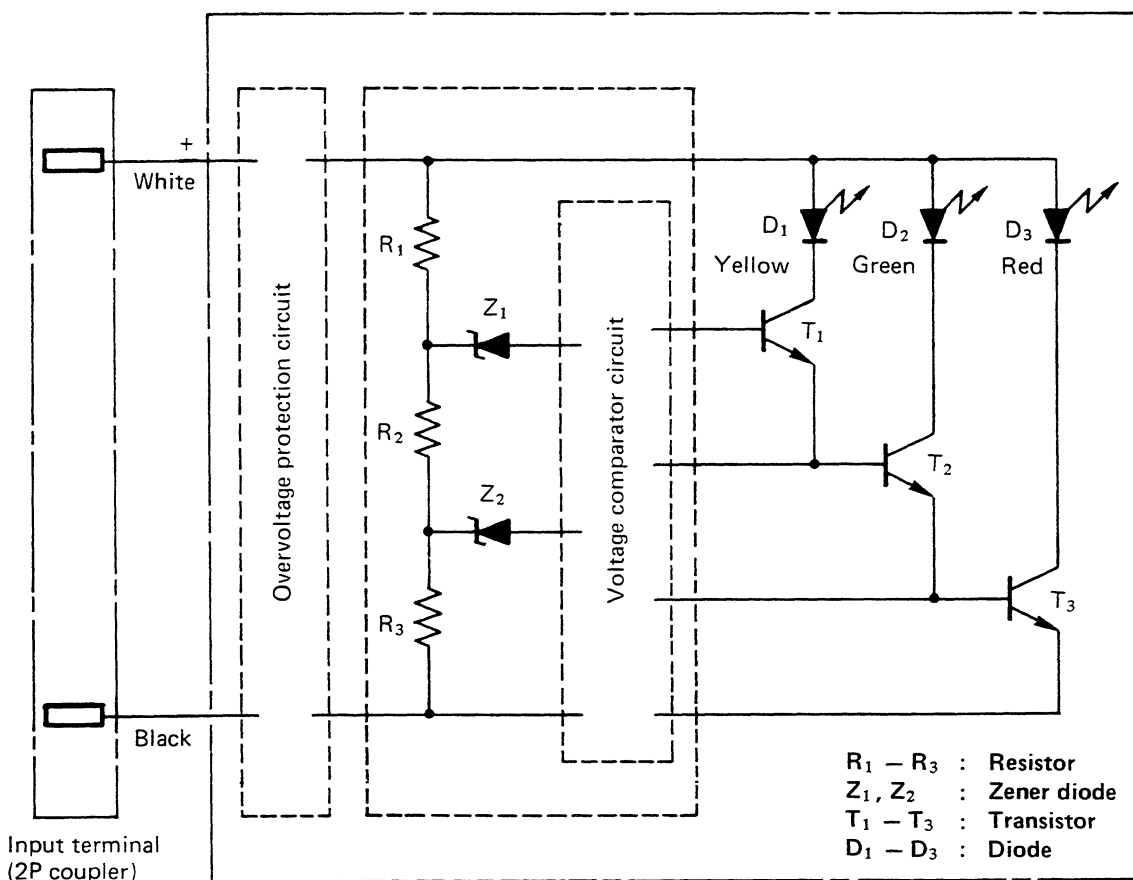 +
White
Overvoltage protection circuit
R1
R2
R3
Z1
Z2
Voltage comparator circuit
D1
Yellow
D2
Green
D3
Red
T1
T2
T3
Black
R1 – R3 : Resistor
Z1, Z2 : Zener diode
T1 – T3 : Transistor
D1 – D3 : Diode
Input terminal
(2P coupler)